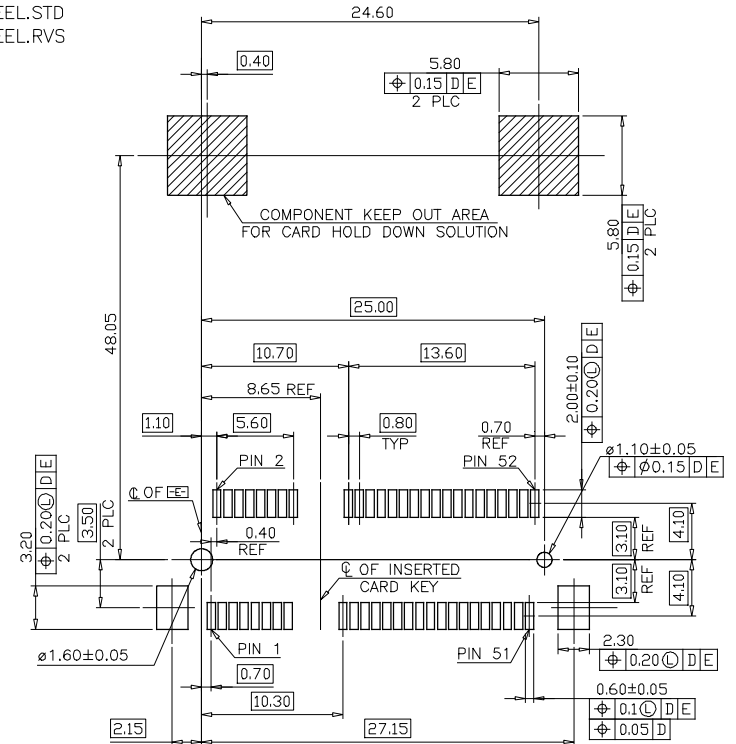 EEL.STD
EEL.RVS
24.60
0.40
5.80
⌖ 0.15 D E
2 PLC
5.80
⌖ 0.15 D E
2 PLC
COMPONENT KEEP OUT AREA
FOR CARD HOLD DOWN SOLUTION
48.05
25.00
10.70
13.60
8.65 REF
2.00±0.10
⌖ 0.20Ⓛ D E
1.10
5.60
0.80
TYP
0.70
REF
⌀1.10±0.05
⌖ ⌀0.15 D E
PIN 2
PIN 52
℄ OF -E-
3.20
⌖ 0.20Ⓛ D E
2 PLC
3.50
2 PLC
0.40
REF
3.10
REF
4.10
℄ OF INSERTED
CARD KEY
3.10
REF
4.10
⌀1.60±0.05
PIN 1
PIN 51
2.30
⌖ 0.20Ⓛ D E
0.70
0.60±0.05
⌖ 0.1Ⓛ D E
⌖ 0.05 D
10.30
2.15
27.15